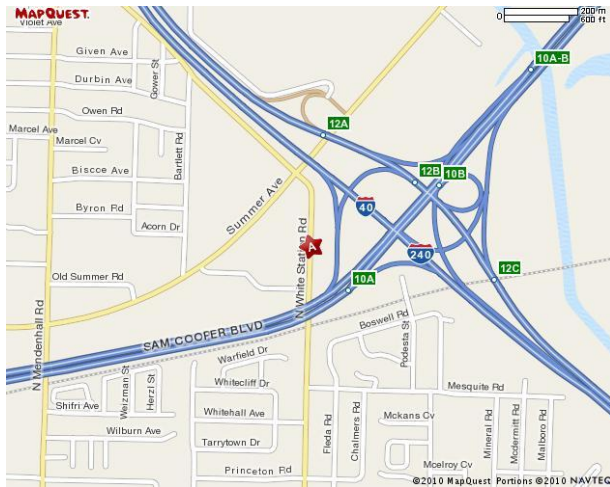 MAPQUEST.
200 m
0
600 ft
Violet Ave
Given Ave
Gower St
10A-B
Durbin Ave
Owen Rd
12A
Marcel Ave
Marcel Cv
Bartlett Rd
Biscce Ave
12B
10B
Summer Ave
Byron Rd
40
Acorn Dr
N White Station Rd
A
240
12C
Old Summer Rd
10A
N Mendenhall Rd
SAM COOFER BLVD
Boswell Rd
Podesta St
Warfield Dr
Weizman St
Herzl St
Whitecliff Dr
Mesquite Rd
Shifri Ave
Whitehall Ave
Mckans Cv
Fleda Rd
Chalmers Rd
Mineral Rd
Mcdermitt Rd
Malboro Rd
Wilburn Ave
Tarrytown Dr
Princeton Rd
Mcelroy Cv
©2010 MapQuest Portions ©2010 NAVTEQ